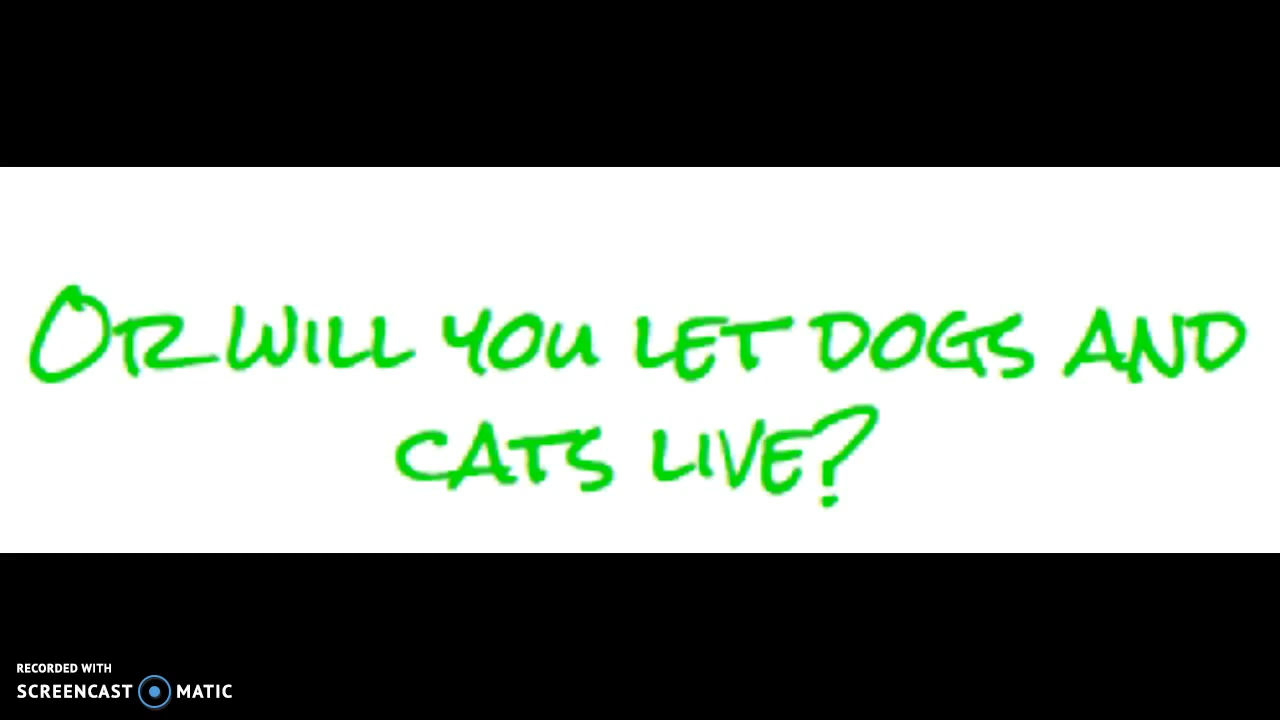 Or will you let dogs and
cats live?
RECORDED WITH
SCREENCAST MATIC